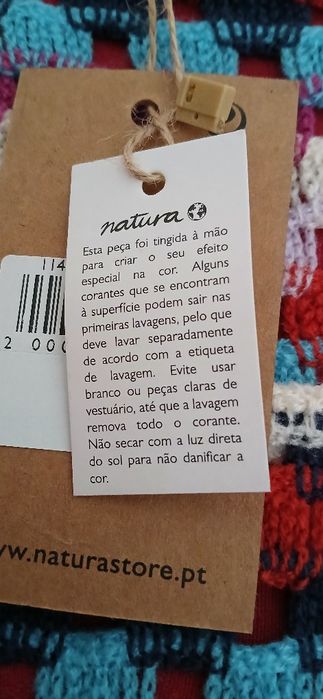 natura
Esta peça foi tingida à mão
para criar o seu efeito
especial na cor. Alguns
corantes que se encontram
à superfície podem sair nas
primeiras lavagens, pelo que
deve lavar separadamente
de acordo com a etiqueta
de lavagem. Evite usar
branco ou peças claras de
vestuário, até que a lavagem
remova todo o corante.
Não secar com a luz direta
do sol para não danificar a
cor.
114
2 000
www.naturastore.pt